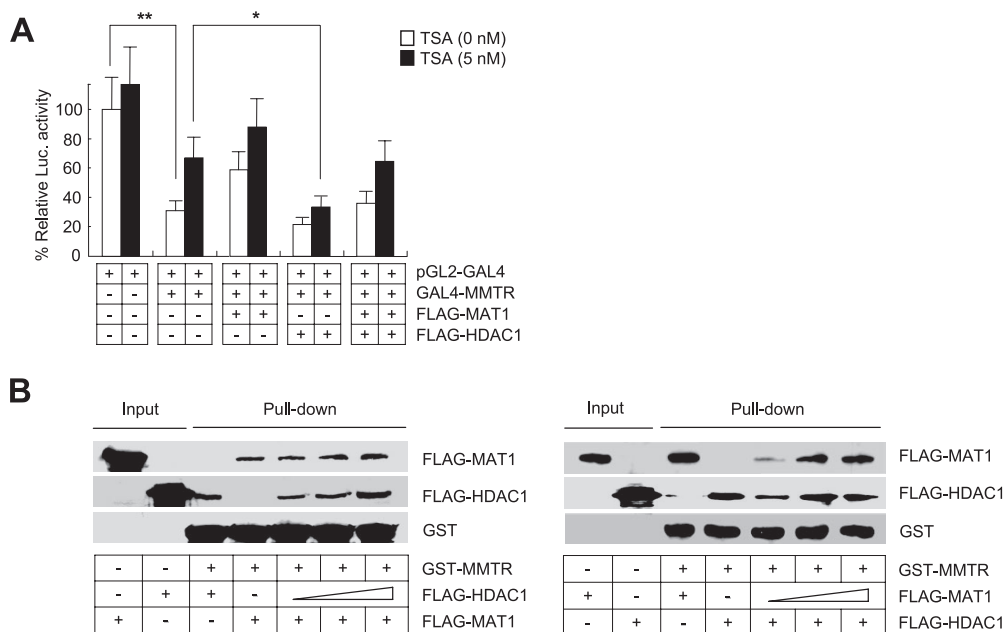 A
**
*
TSA (0 nM)
TSA (5 nM)
% Relative Luc. activity
100
80
60
40
20
0
+ + + + + + + + + + pGL2-GAL4
- - + + + + + + + + GAL4-MMTR
- - - - + + - - + + FLAG-MAT1
- - - - - - + + + + FLAG-HDAC1
B
Input Pull-down
FLAG-MAT1
FLAG-HDAC1
GST
- - + + + + + GST-MMTR
- + + - FLAG-HDAC1
+ - - + + + + FLAG-MAT1
Input Pull-down
FLAG-MAT1
FLAG-HDAC1
GST
- - + + + + + GST-MMTR
+ - + - FLAG-MAT1
- + - + + + + FLAG-HDAC1